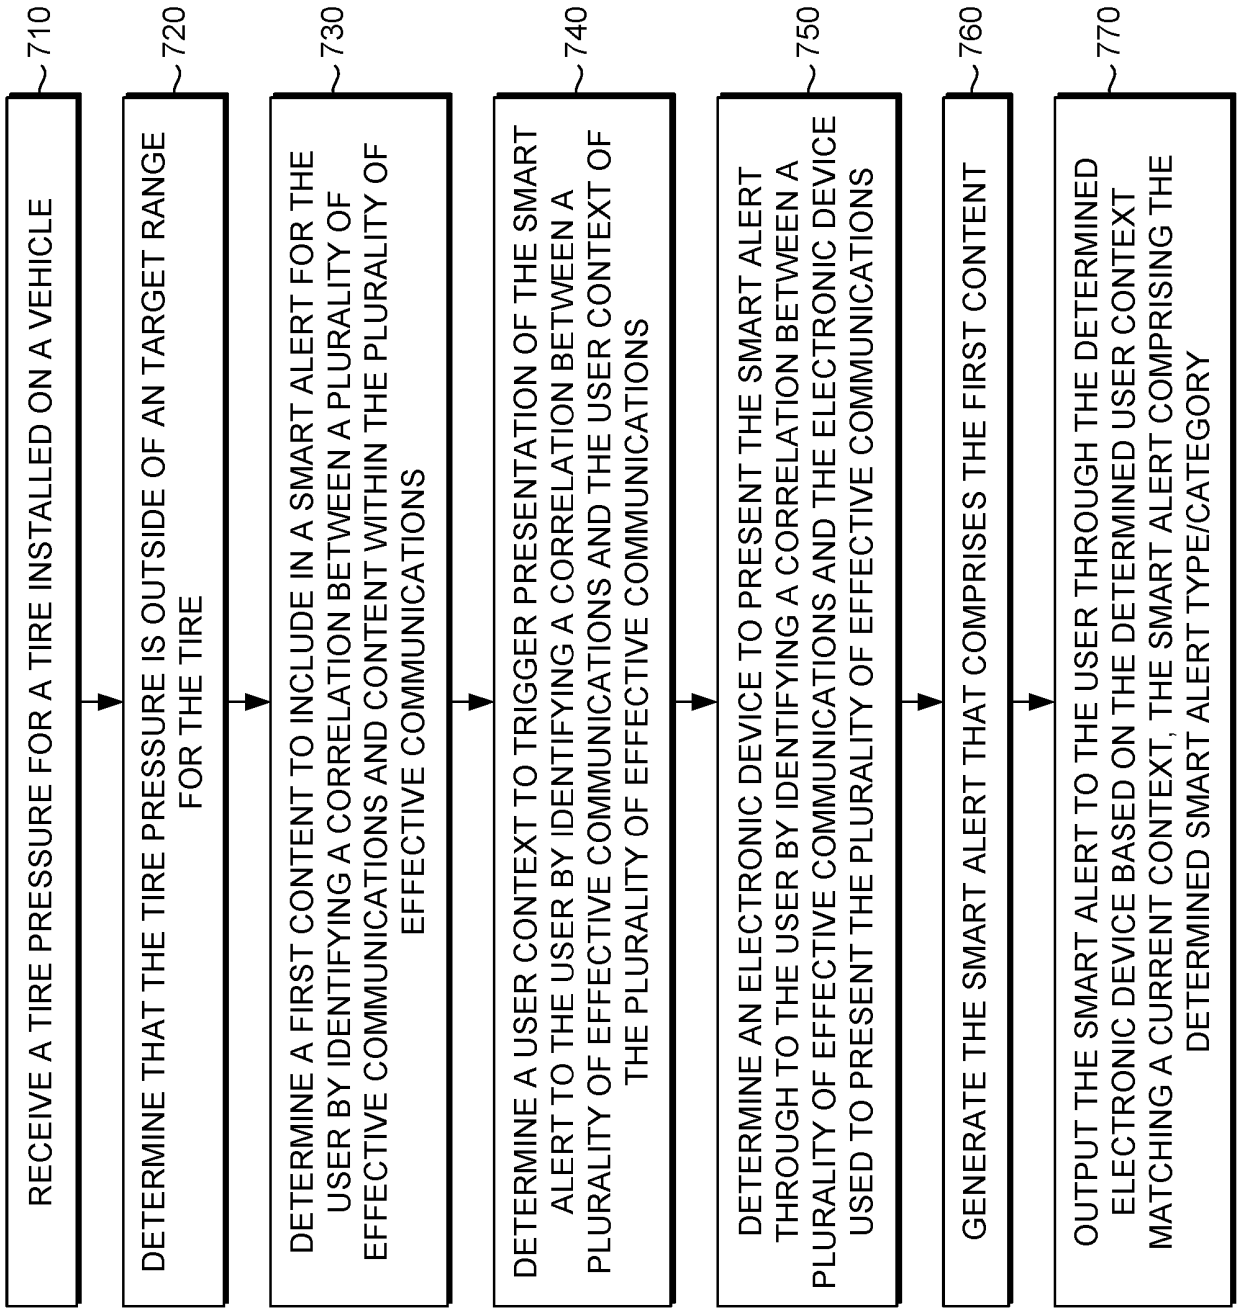 RECEIVE A TIRE PRESSURE FOR A TIRE INSTALLED ON A VEHICLE
710
DETERMINE THAT THE TIRE PRESSURE IS OUTSIDE OF AN TARGET RANGE
FOR THE TIRE
720
DETERMINE A FIRST CONTENT TO INCLUDE IN A SMART ALERT FOR THE
USER BY IDENTIFYING A CORRELATION BETWEEN A PLURALITY OF
EFFECTIVE COMMUNICATIONS AND CONTENT WITHIN THE PLURALITY OF
EFFECTIVE COMMUNICATIONS
730
DETERMINE A USER CONTEXT TO TRIGGER PRESENTATION OF THE SMART
ALERT TO THE USER BY IDENTIFYING A CORRELATION BETWEEN A
PLURALITY OF EFFECTIVE COMMUNICATIONS AND THE USER CONTEXT OF
THE PLURALITY OF EFFECTIVE COMMUNICATIONS
740
DETERMINE AN ELECTRONIC DEVICE TO PRESENT THE SMART ALERT
THROUGH TO THE USER BY IDENTIFYING A CORRELATION BETWEEN A
PLURALITY OF EFFECTIVE COMMUNICATIONS AND THE ELECTRONIC DEVICE
USED TO PRESENT THE PLURALITY OF EFFECTIVE COMMUNICATIONS
750
GENERATE THE SMART ALERT THAT COMPRISES THE FIRST CONTENT
760
OUTPUT THE SMART ALERT TO THE USER THROUGH THE DETERMINED
ELECTRONIC DEVICE BASED ON THE DETERMINED USER CONTEXT
MATCHING A CURRENT CONTEXT, THE SMART ALERT COMPRISING THE
DETERMINED SMART ALERT TYPE/CATEGORY
770